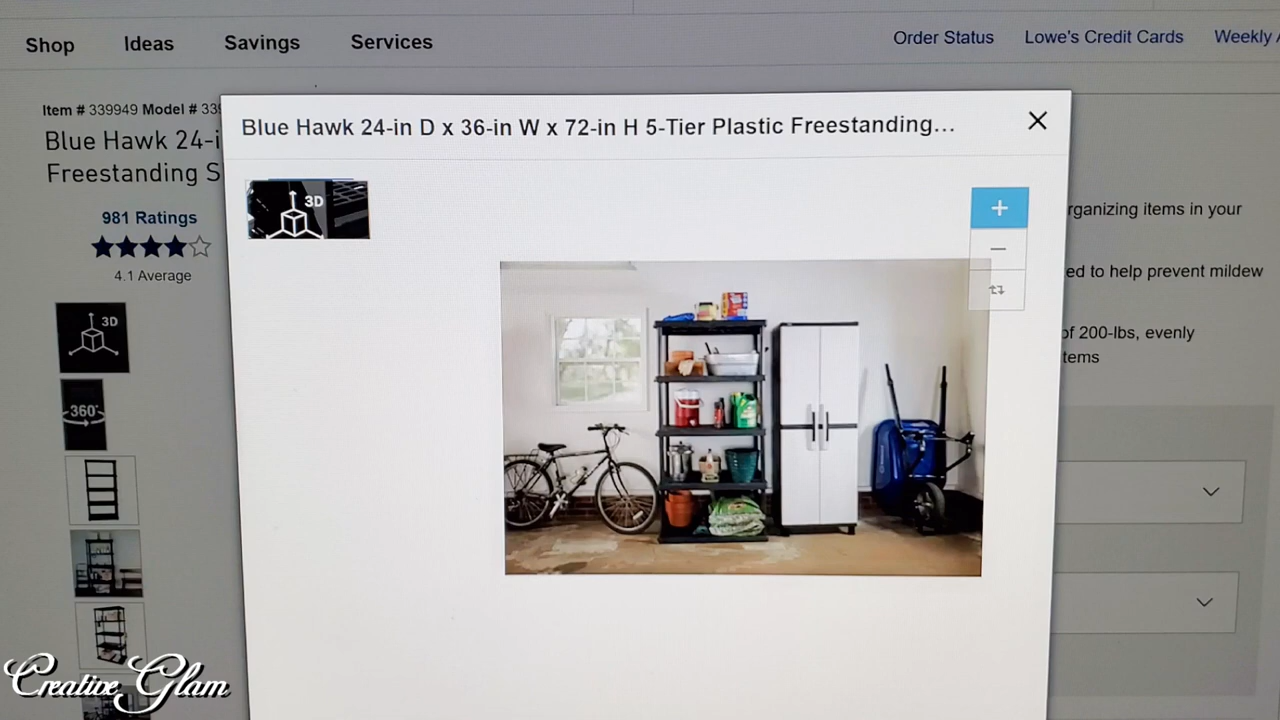 Shop Ideas Savings Services Order Status Lowe's Credit Cards Weekly
Item # 339949 Model # 339
Blue Hawk 24-i
Freestanding S
981 Ratings
4.1 Average
3D
360°
Blue Hawk 24-in D x 36-in W x 72-in H 5-Tier Plastic Freestanding...
3D
rganizing items in your
ed to help prevent mildew
of 200-lbs, evenly
tems
Creative Glam